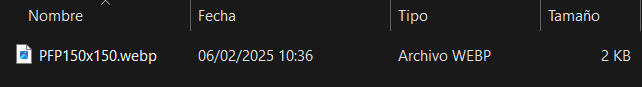 Nombre Fecha Tipo Tamaño
PFP150x150.webp 06/02/2025 10:36 Archivo WEBP 2 KB